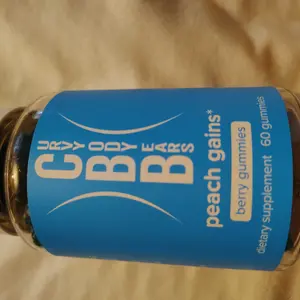 CURVY
BODY
BEARS
peach gains†
berry gummies
dietary supplement 60 gummies